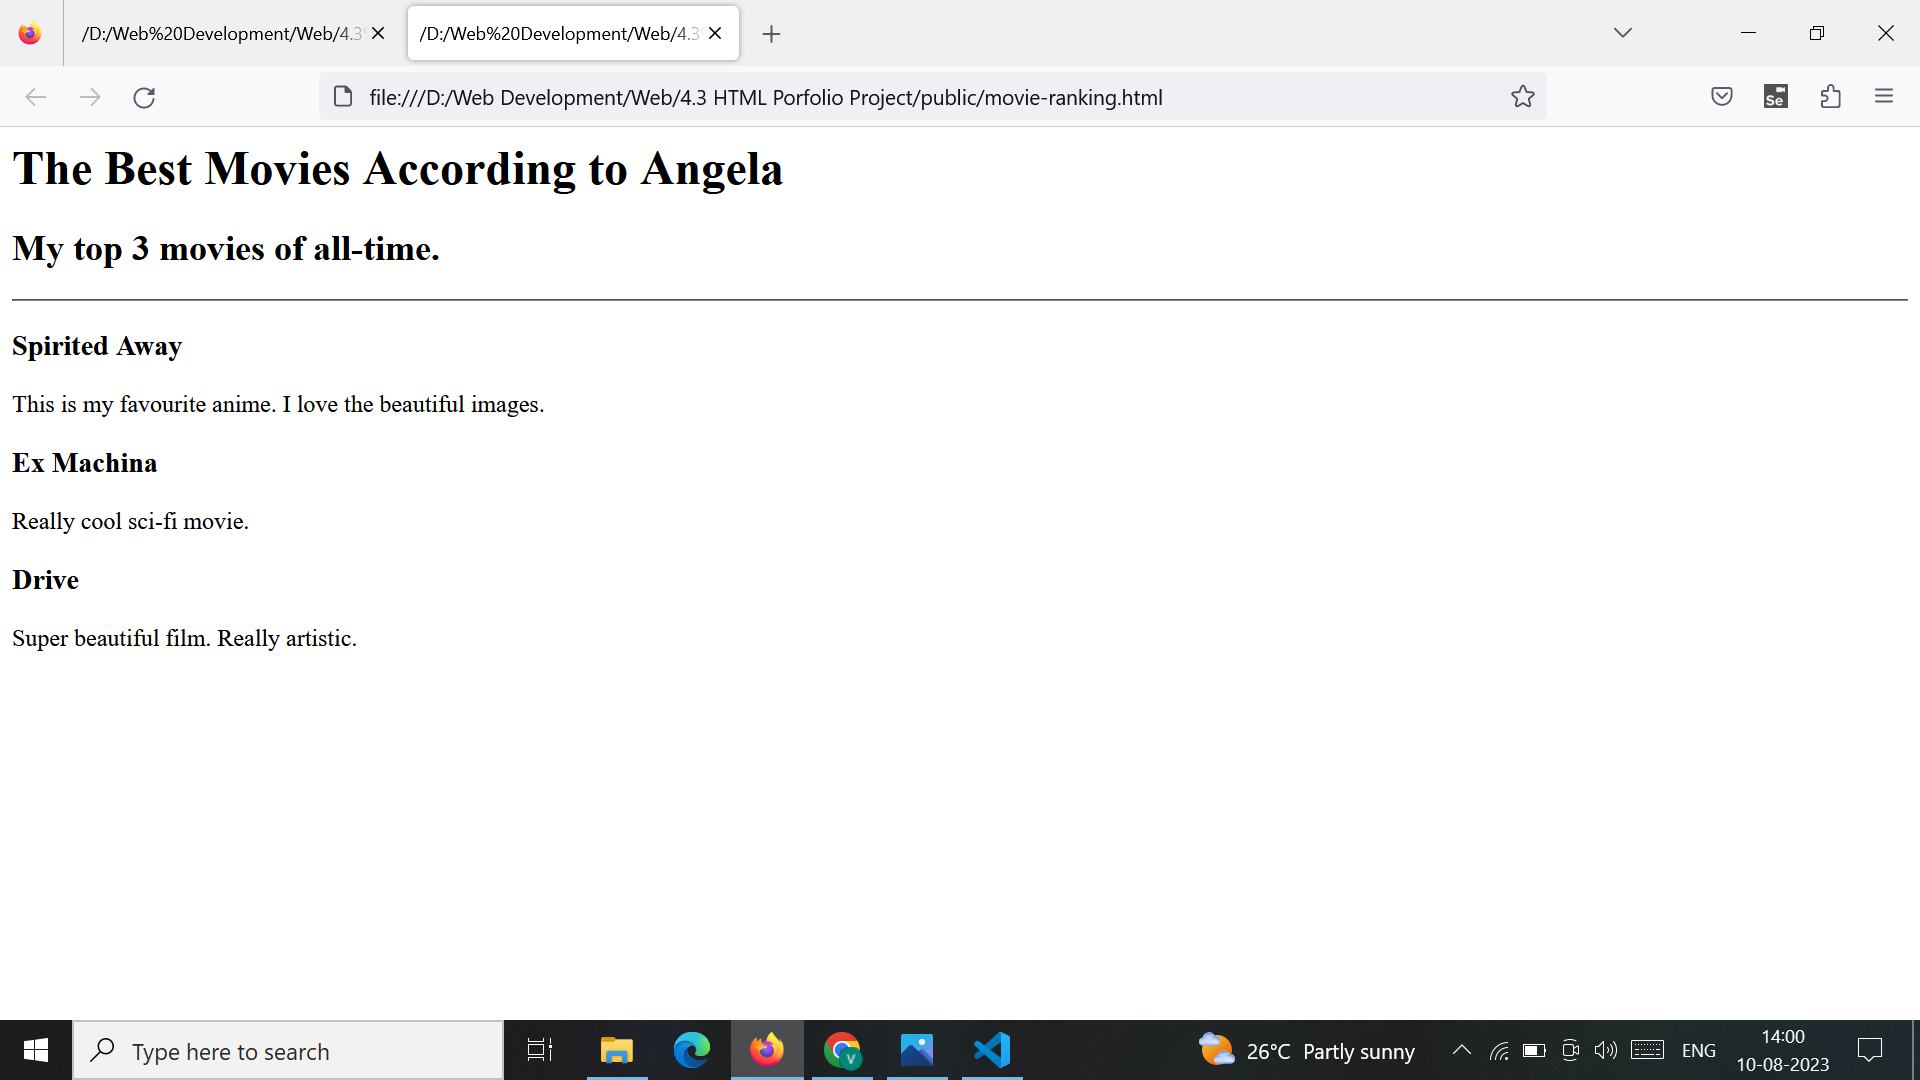 /D:/Web%20Development/Web/4.3%
/D:/Web%20Development/Web/4.3%
file:///D:/Web Development/Web/4.3 HTML Porfolio Project/public/movie-ranking.html
Se
The Best Movies According to Angela
My top 3 movies of all-time.
Spirited Away
This is my favourite anime. I love the beautiful images.
Ex Machina
Really cool sci-fi movie.
Drive
Super beautiful film. Really artistic.
Type here to search
V
26°C Partly sunny
ENG
14:00
10-08-2023